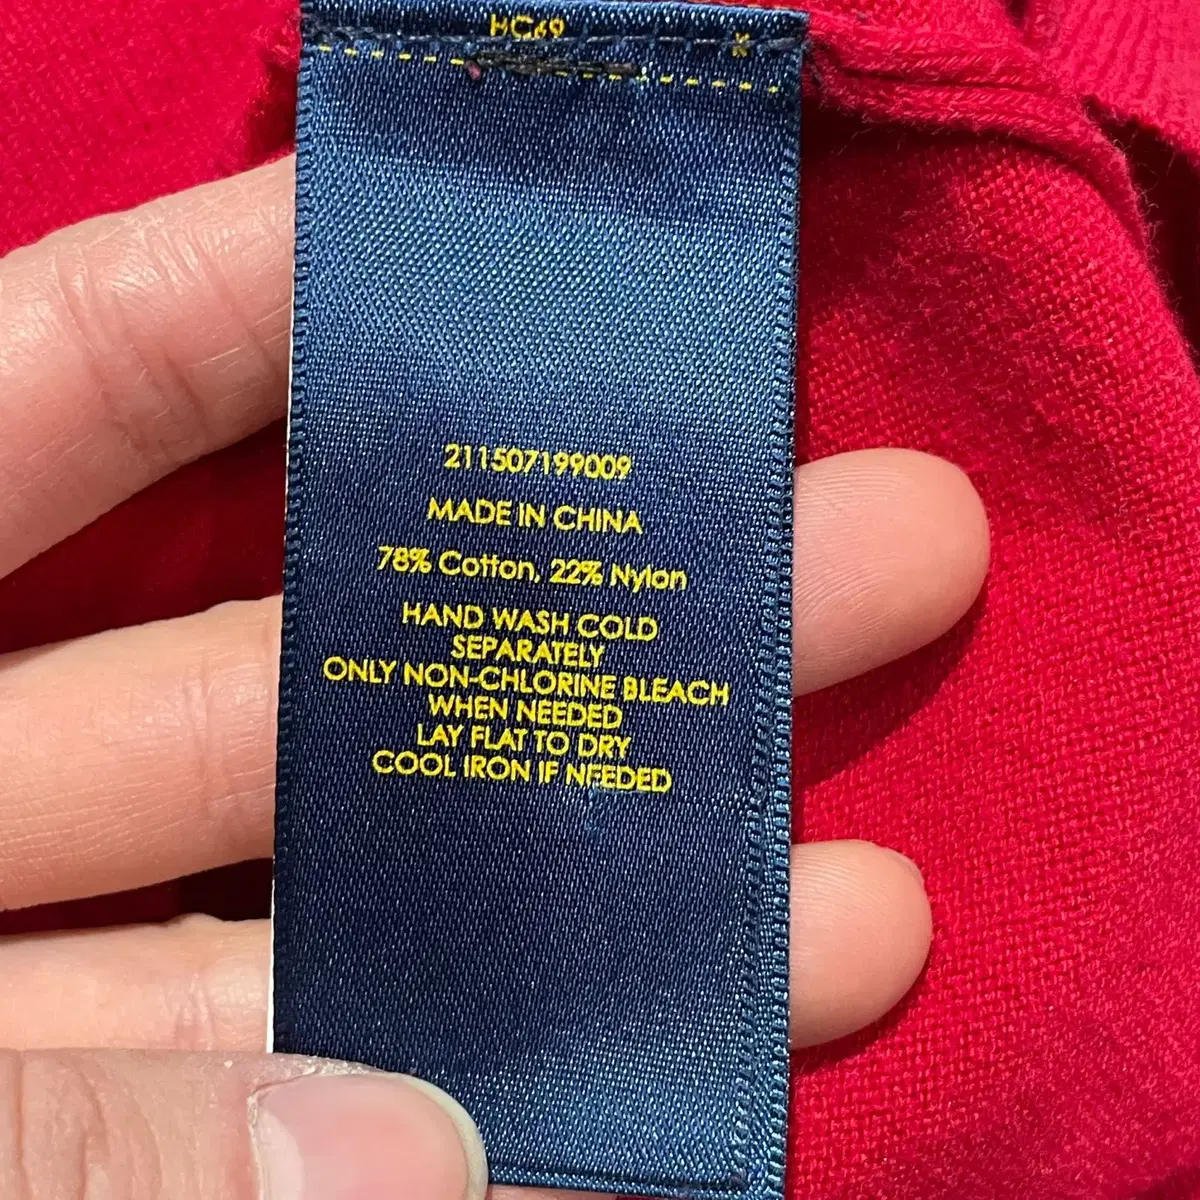 HC69
211507199009
MADE IN CHINA
78% Cotton, 22% Nylon
HAND WASH COLD
SEPARATELY
ONLY NON-CHLORINE BLEACH
WHEN NEEDED
LAY FLAT TO DRY
COOL IRON IF NEEDED